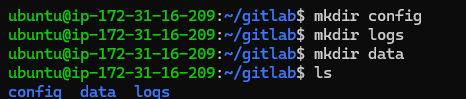 ubuntu@ip-172-31-16-209:~/gitlab$ mkdir config
ubuntu@ip-172-31-16-209:~/gitlab$ mkdir logs
ubuntu@ip-172-31-16-209:~/gitlab$ mkdir data
ubuntu@ip-172-31-16-209:~/gitlab$ ls
config  data  logs